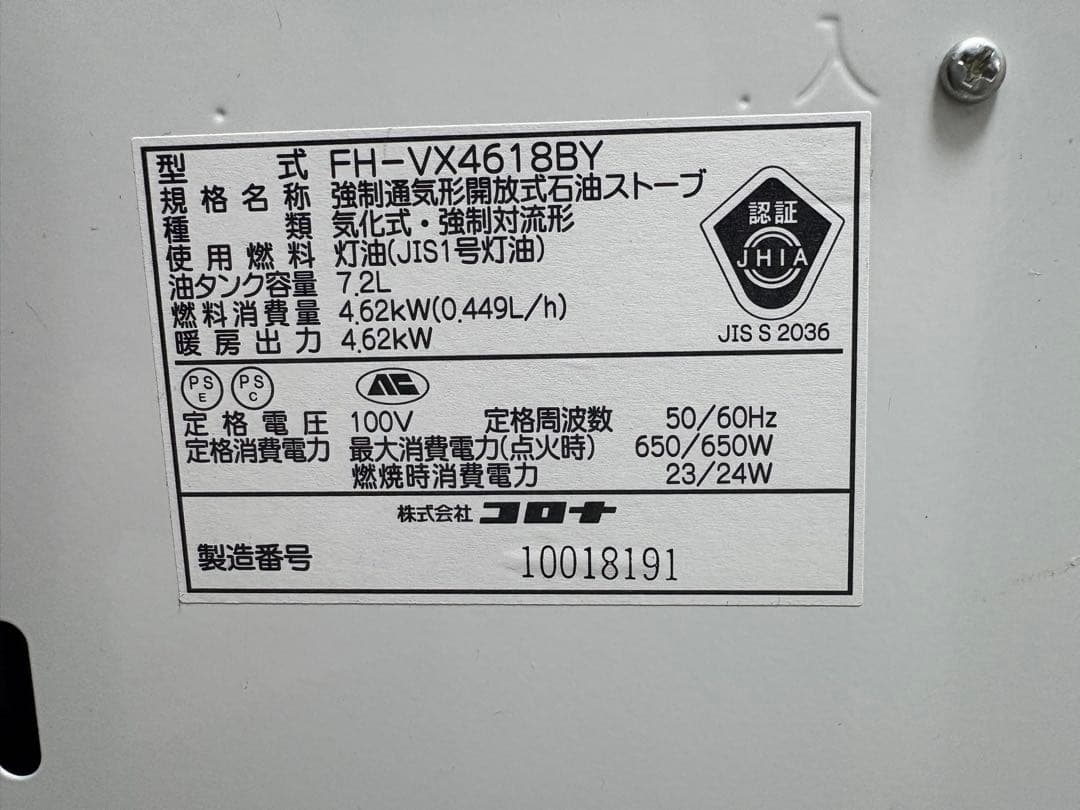 入
型式 FH-VX4618BY
規格名称 強制通気形開放式石油ストーブ
種類 気化式・強制対流形
使用燃料 灯油(JIS1号灯油)
油タンク容量 7.2L
燃料消費量 4.62kW(0.449L/h)
暖房出力 4.62kW
認証
JHIA
JIS S 2036
PS E PS C
定格電圧 100V 定格周波数 50/60Hz
定格消費電力 最大消費電力(点火時) 650/650W
燃焼時消費電力 23/24W
株式会社 コロナ
製造番号 10018191